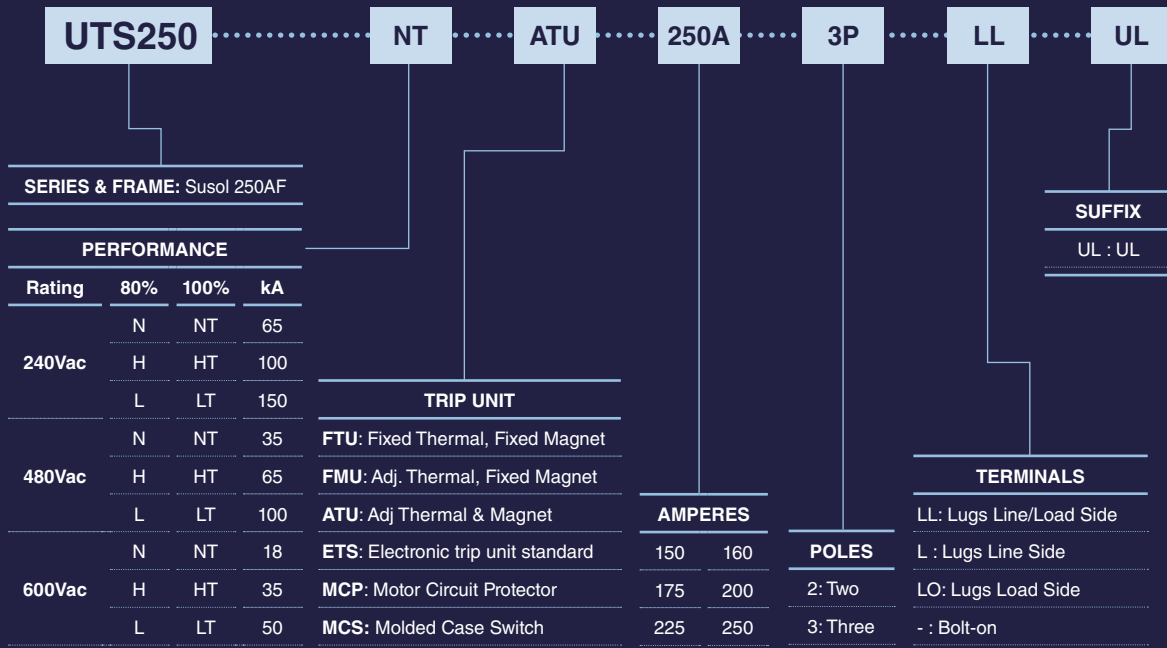 UTS250 NT ATU 250A 3P LL UL
SERIES & FRAME: Susol 250AF
PERFORMANCE
Rating 80% 100% kA
240Vac
N NT 65
H HT 100
L LT 150
480Vac
N NT 35
H HT 65
L LT 100
600Vac
N NT 18
H HT 35
L LT 50
TRIP UNIT
FTU: Fixed Thermal, Fixed Magnet
FMU: Adj. Thermal, Fixed Magnet
ATU: Adj Thermal & Magnet
ETS: Electronic trip unit standard
MCP: Motor Circuit Protector
MCS: Molded Case Switch
AMPERES
150 160
175 200
225 250
POLES
2: Two
3: Three
TERMINALS
LL: Lugs Line/Load Side
L : Lugs Line Side
LO: Lugs Load Side
- : Bolt-on
SUFFIX
UL : UL